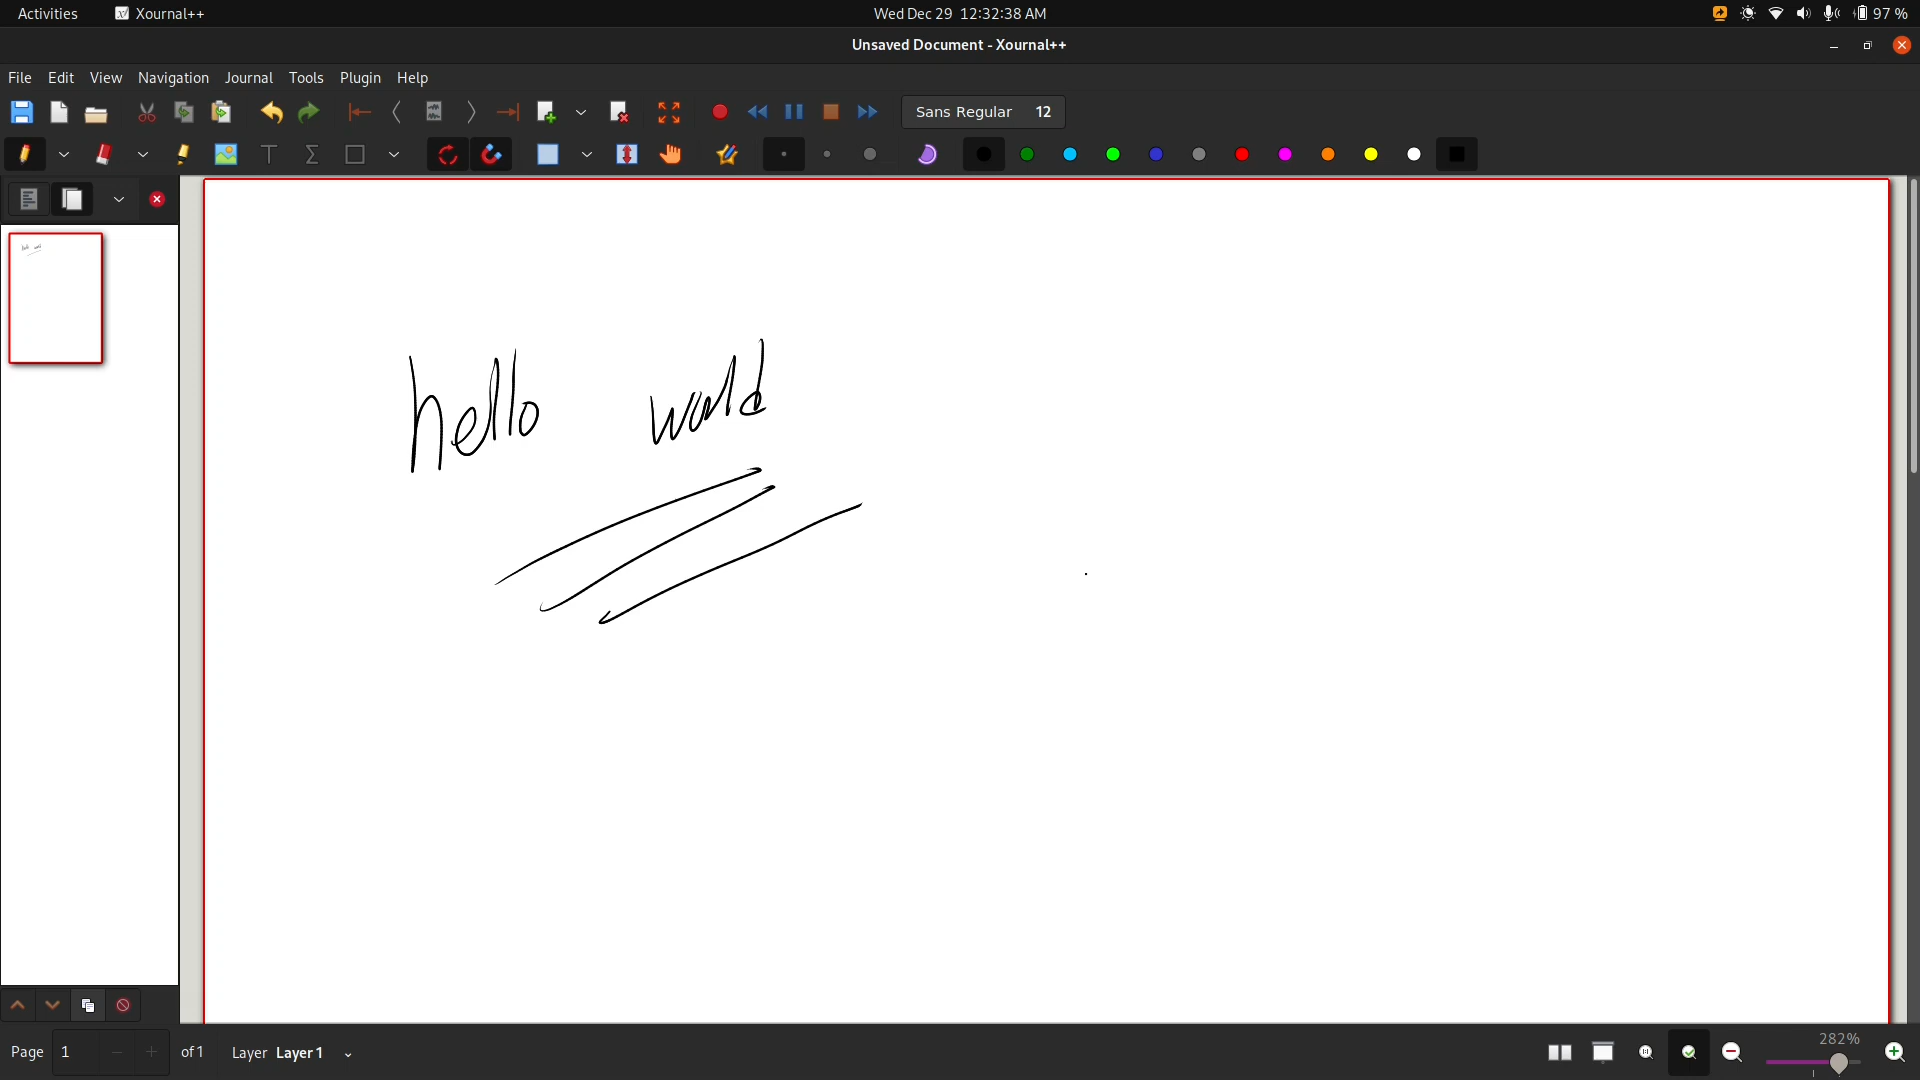 Activities Xournal++ Wed Dec 29 12:32:38 AM 97 %
Unsaved Document - Xournal++
File Edit View Navigation Journal Tools Plugin Help
Sans Regular 12
hello world
Page 1 of 1 Layer Layer 1 282%